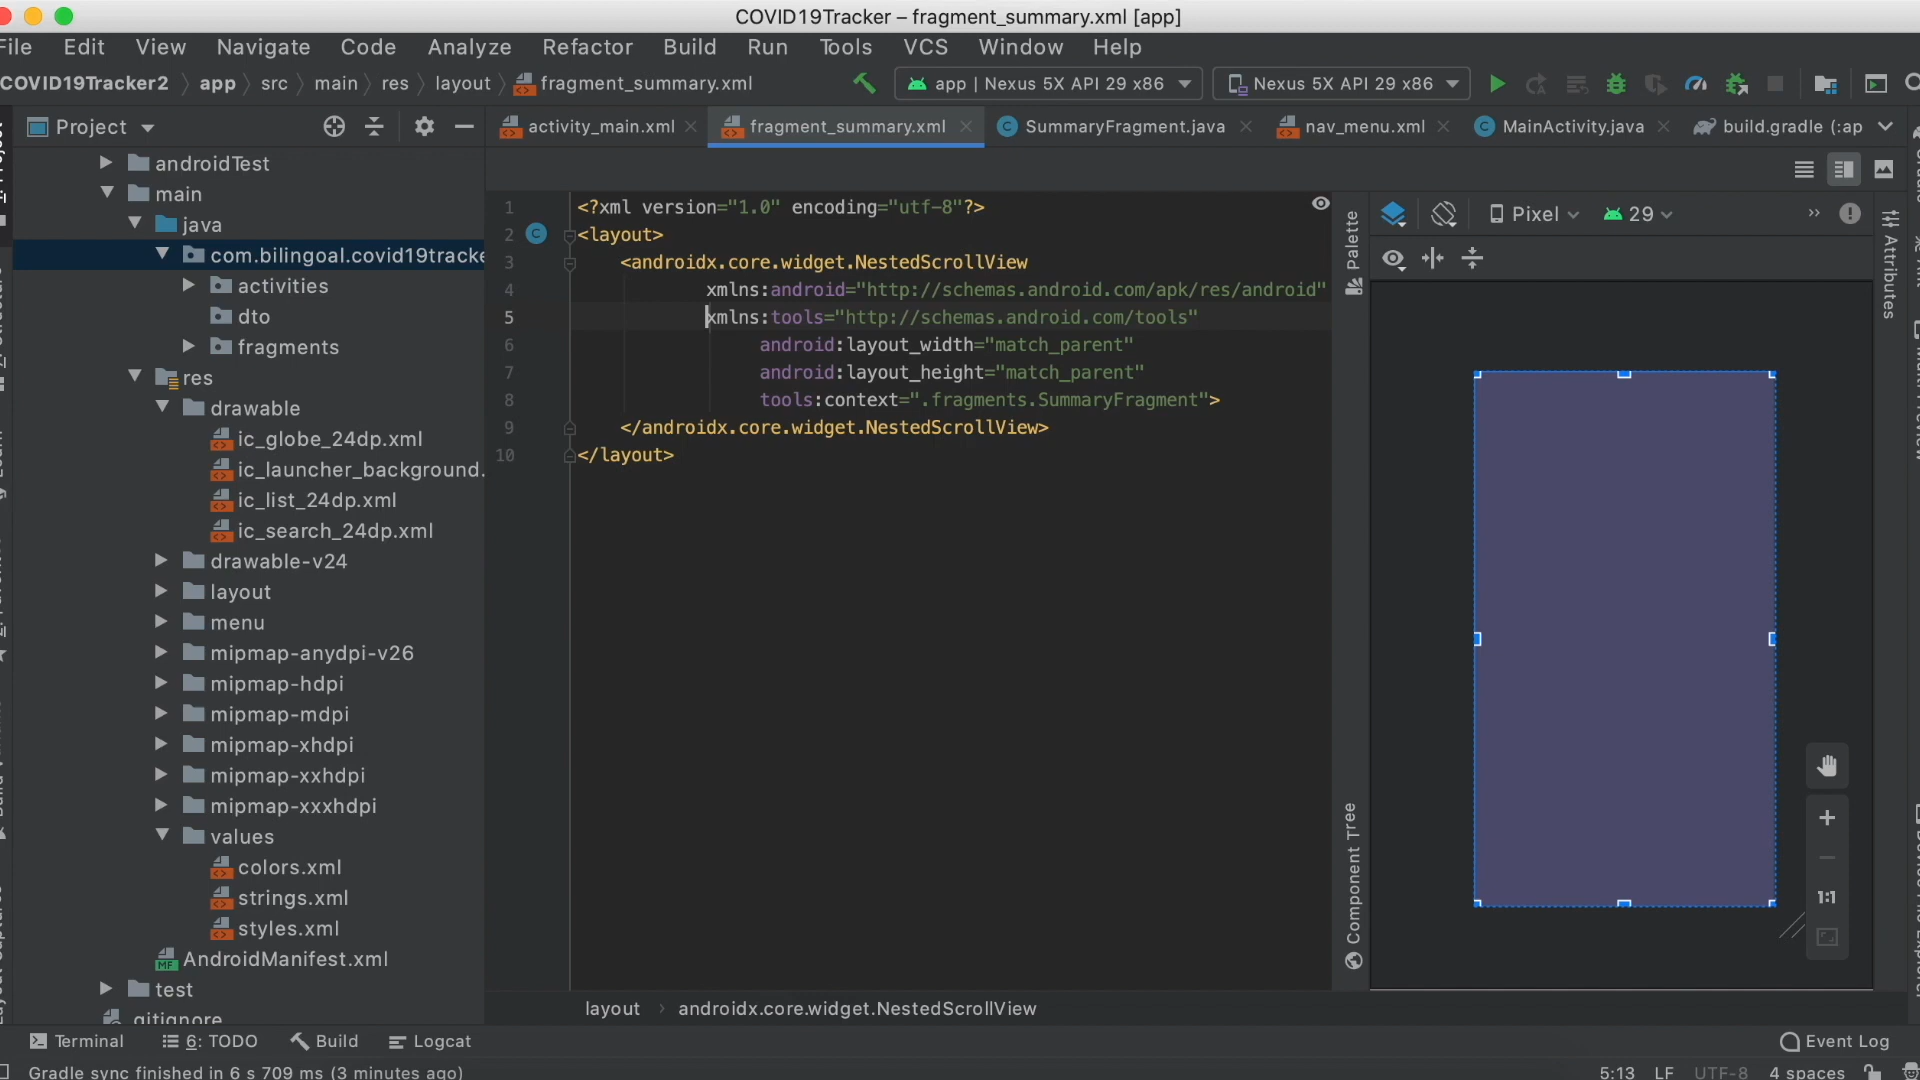 COVID19Tracker – fragment_summary.xml [app]
File Edit View Navigate Code Analyze Refactor Build Run Tools VCS Window Help
COVID19Tracker2 app src main res layout fragment_summary.xml app | Nexus 5X API 29 x86 Nexus 5X API 29 x86
Project
activity_main.xml fragment_summary.xml SummaryFragment.java nav_menu.xml MainActivity.java build.gradle (:ap
androidTest
main
java
com.bilingoal.covid19tracke
activities
dto
fragments
res
drawable
ic_globe_24dp.xml
ic_launcher_background.
ic_list_24dp.xml
ic_search_24dp.xml
drawable-v24
layout
menu
mipmap-anydpi-v26
mipmap-hdpi
mipmap-mdpi
mipmap-xhdpi
mipmap-xxhdpi
mipmap-xxxhdpi
values
colors.xml
strings.xml
styles.xml
AndroidManifest.xml
test
.gitignore
1 <?xml version="1.0" encoding="utf-8"?>
2 <layout>
3 <androidx.core.widget.NestedScrollView
4 xmlns:android="http://schemas.android.com/apk/res/android"
5 xmlns:tools="http://schemas.android.com/tools"
6 android:layout_width="match_parent"
7 android:layout_height="match_parent"
8 tools:context=".fragments.SummaryFragment">
9 </androidx.core.widget.NestedScrollView>
10 </layout>
Palette
Component Tree
Pixel 29
Attributes
1:1
layout androidx.core.widget.NestedScrollView
Terminal 6: TODO Build Logcat Event Log
Gradle sync finished in 6 s 709 ms (3 minutes ago) 5:13 LF UTF-8 4 spaces